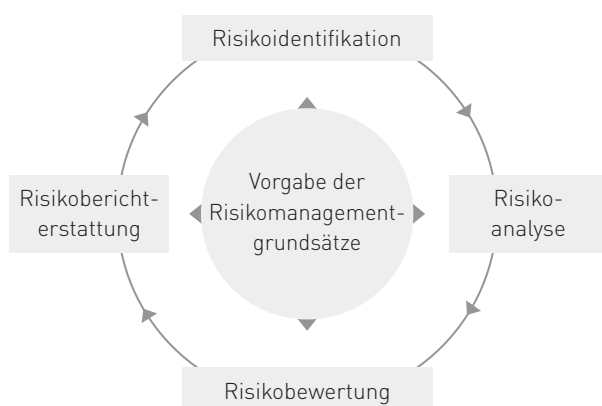 Risikoidentifikation
Vorgabe der
Risikomanagement-
grundsätze
Risikobericht-
erstattung
Risiko-
analyse
Risikobewertung